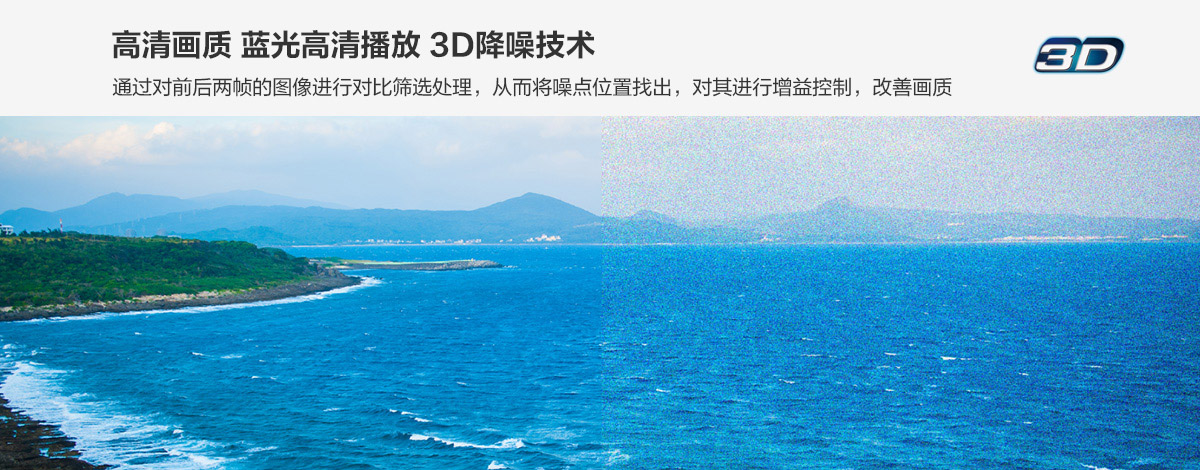 高清画质 蓝光高清播放 3D降噪技术
3D
通过对前后两帧的图像进行对比筛选处理，从而将噪点位置找出，对其进行增益控制，改善画质